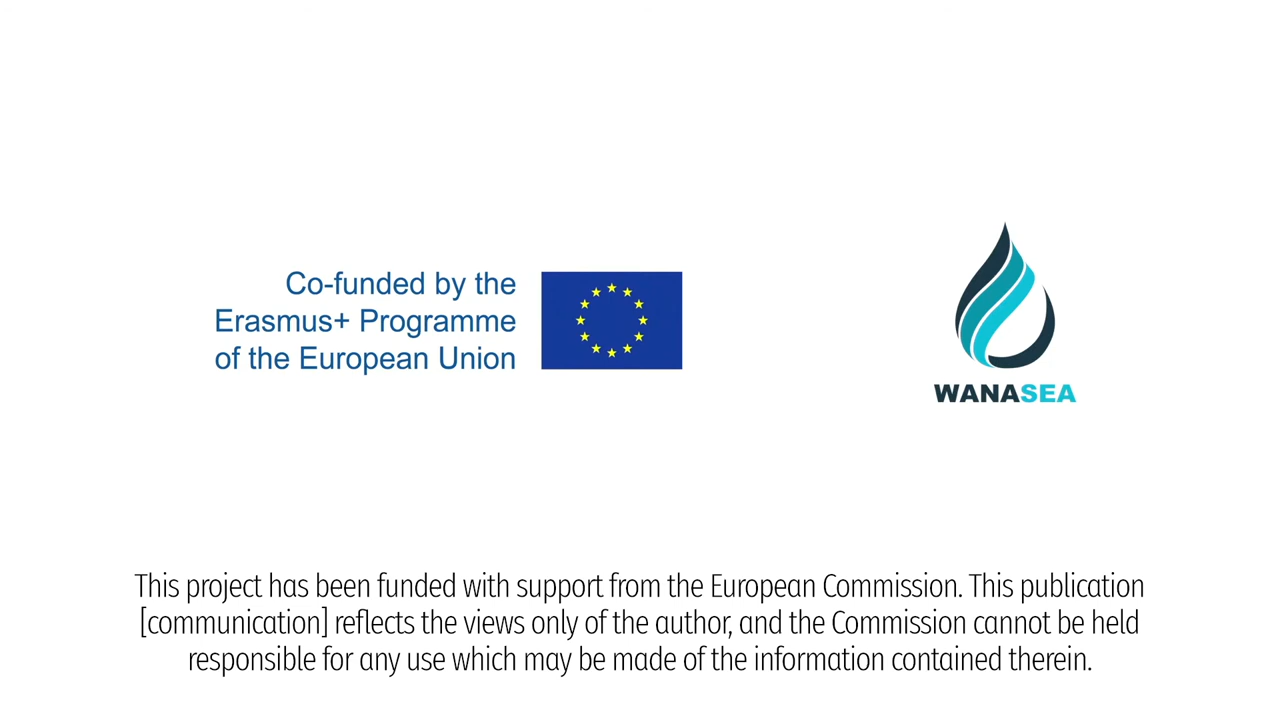 Co-funded by the
Erasmus+ Programme
of the European Union
WANASEA
This project has been funded with support from the European Commission. This publication
[communication] reflects the views only of the author, and the Commission cannot be held
responsible for any use which may be made of the information contained therein.